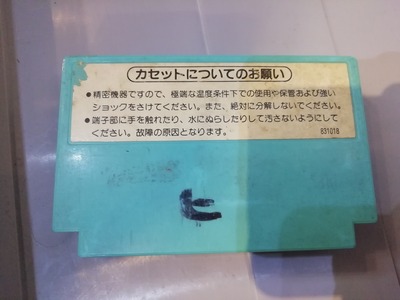 カセットについてのお願い
●精密機器ですので、極端な温度条件下での使用や保管および強い
ショックをさけてください。また、絶対に分解しないでください。
●端子部に手を触れたり、水にぬらしたりして汚さないようにして
ください。故障の原因となります。
831018